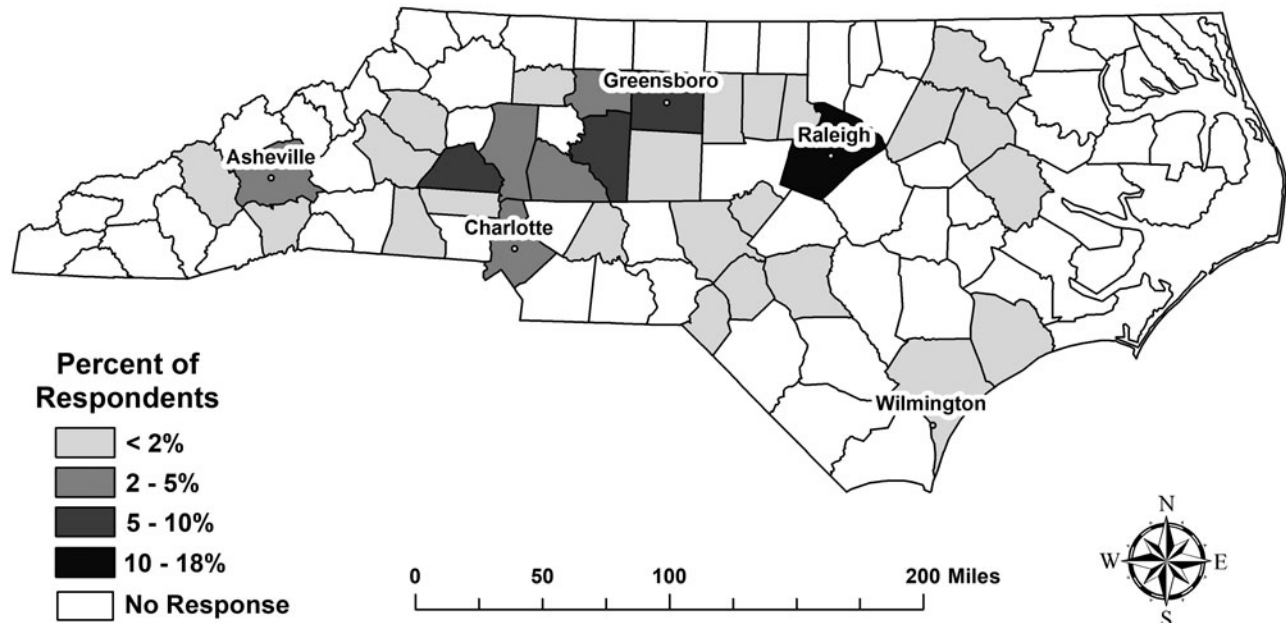 Greensboro
Raleigh
Asheville
Charlotte
Wilmington
Percent of
Respondents
< 2%
2 - 5%
5 - 10%
10 - 18%
No Response
0 50 100 200 Miles
N
W E
S